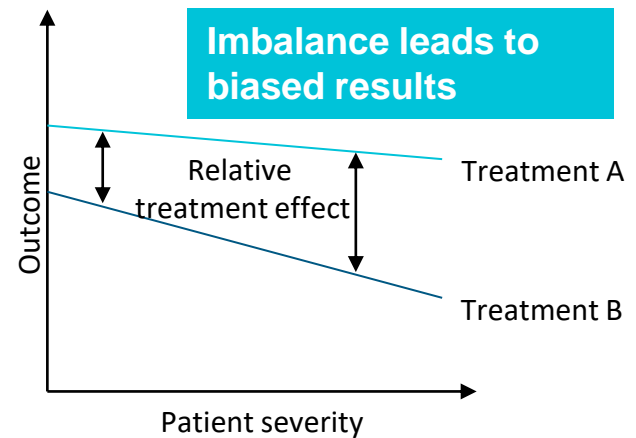 Imbalance leads to
biased results
Outcome
Relative
treatment effect
Treatment A
Treatment B
Patient severity